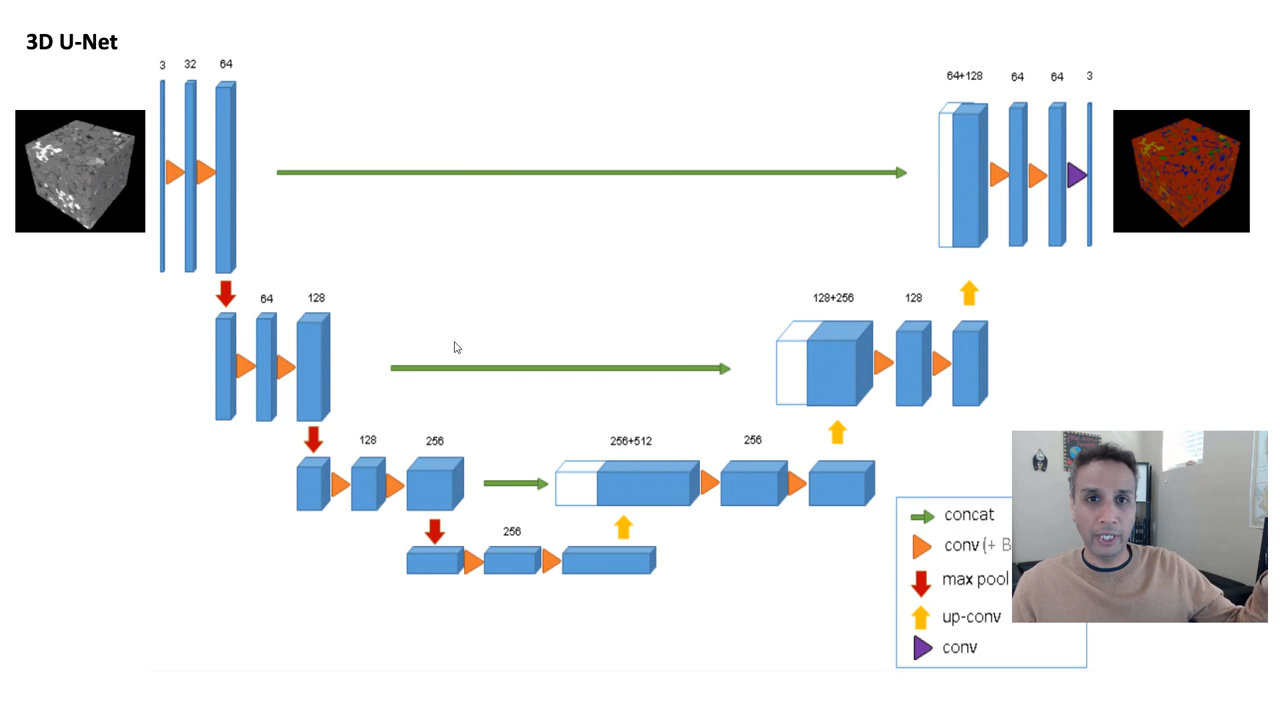 3D U-Net
3 32 64
64+128 64 64 3
64 128
128+256 128
128 256
256+512 256
256
concat
conv (+ B
max pool
up-conv
conv